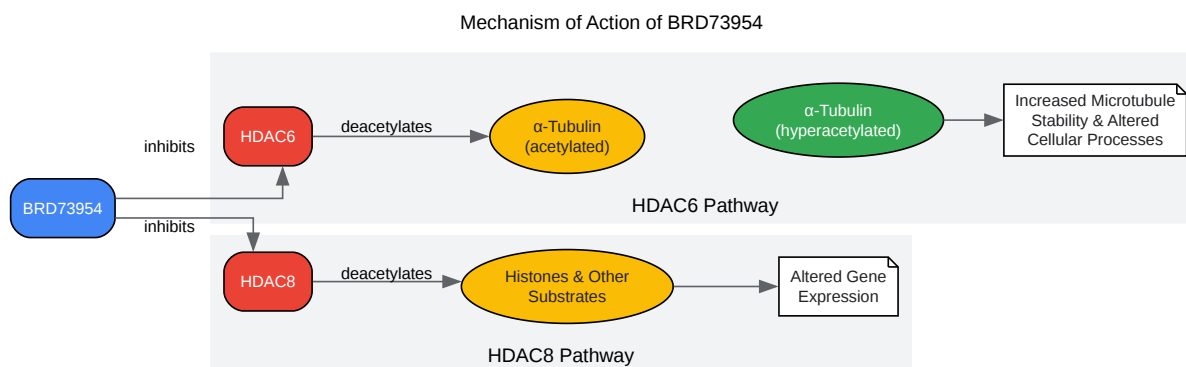 Mechanism of Action of BRD73954
inhibits
HDAC6
deacetylates
α-Tubulin
(acetylated)
α-Tubulin
(hyperacetylated)
Increased Microtubule
Stability & Altered
Cellular Processes
HDAC6 Pathway
BRD73954
inhibits
HDAC8
deacetylates
Histones & Other
Substrates
Altered Gene
Expression
HDAC8 Pathway